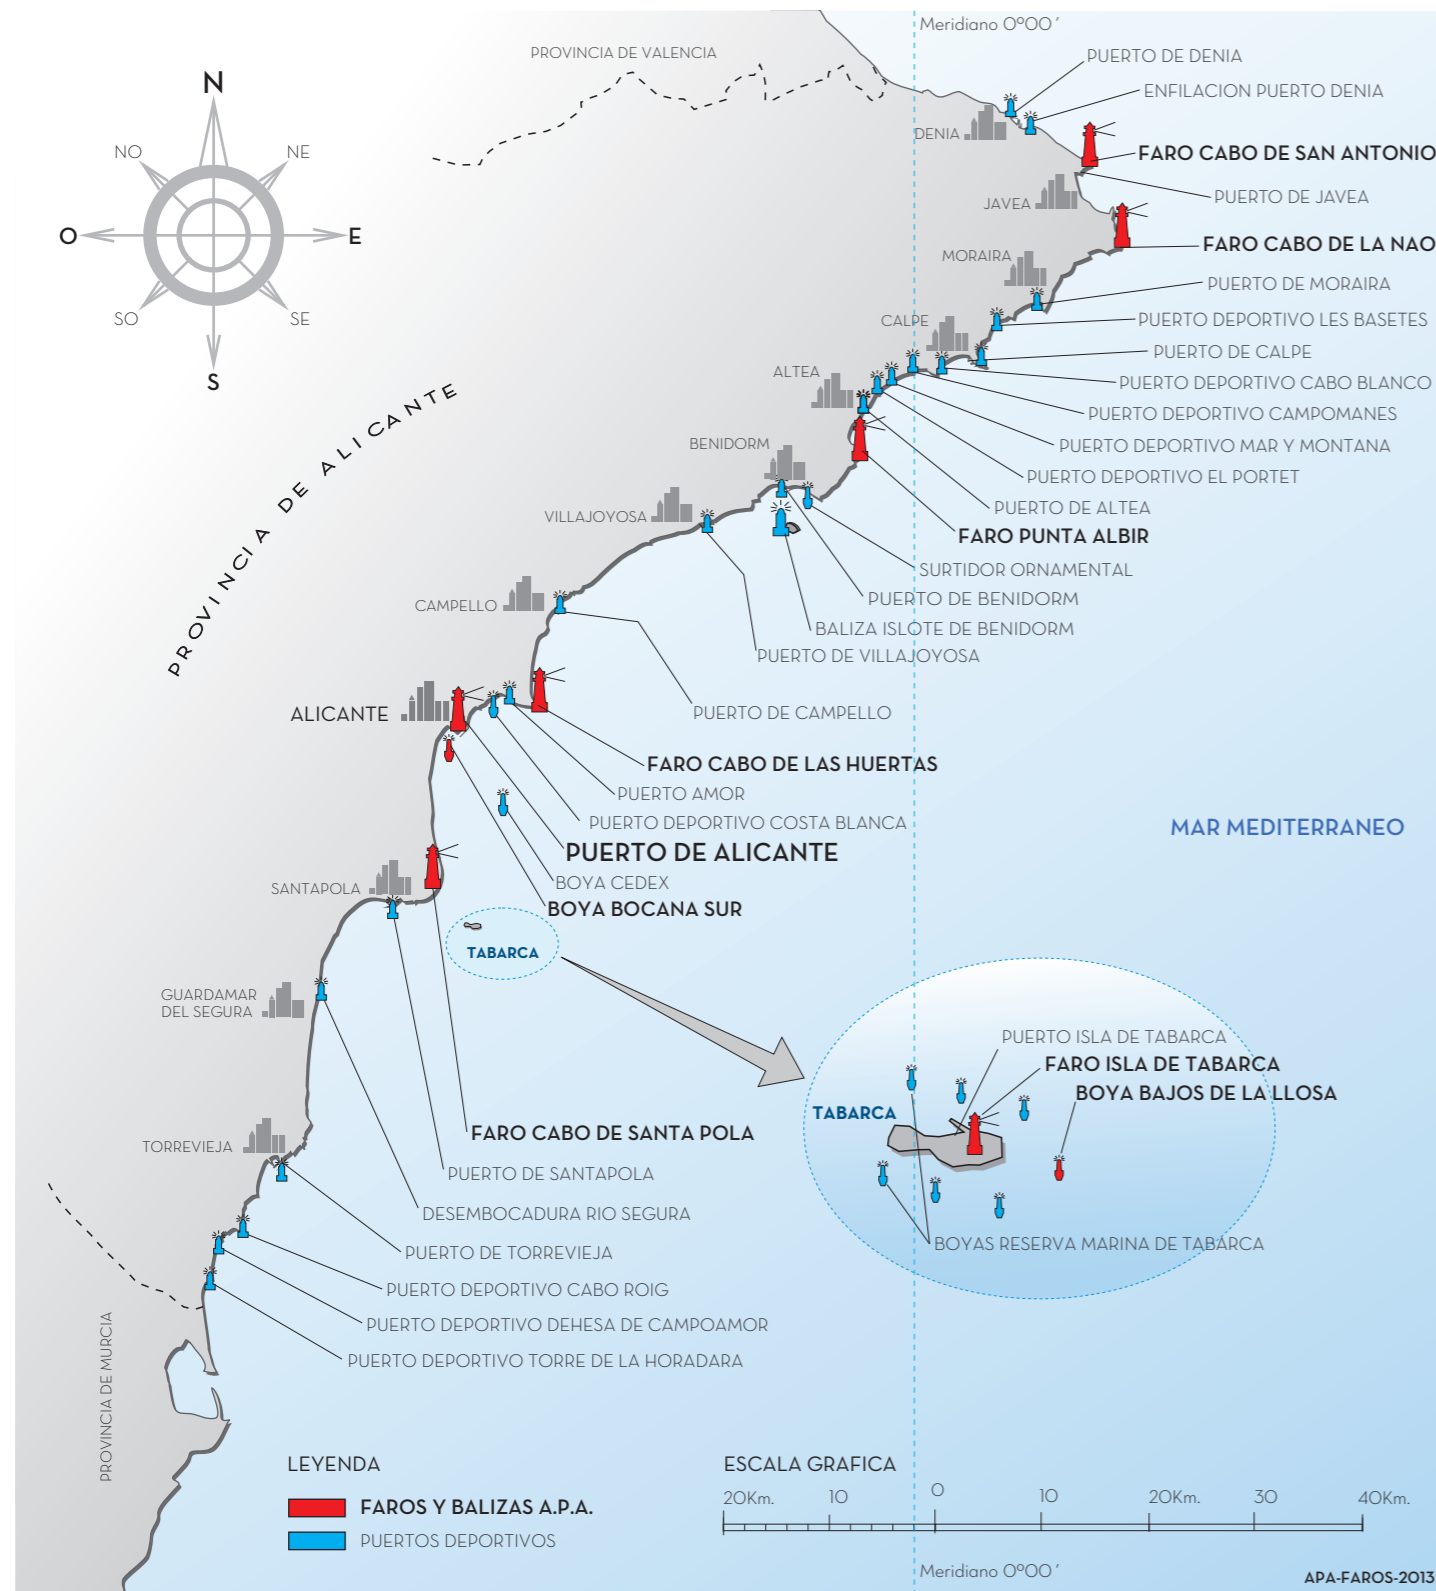 Meridiano 0º00´
PROVINCIA DE VALENCIA
PUERTO DE DENIA
ENFILACION PUERTO DENIA
DENIA
FARO CABO DE SAN ANTONIO
PUERTO DE JAVEA
JAVEA
FARO CABO DE LA NAO
MORAIRA
PUERTO DE MORAIRA
PUERTO DEPORTIVO LES BASETES
CALPE
PUERTO DE CALPE
PUERTO DEPORTIVO CABO BLANCO
ALTEA
PUERTO DEPORTIVO CAMPOMANES
PUERTO DEPORTIVO MAR Y MONTANA
BENIDORM
PUERTO DEPORTIVO EL PORTET
PUERTO DE ALTEA
VILLAJOYOSA
FARO PUNTA ALBIR
SURTIDOR ORNAMENTAL
PUERTO DE BENIDORM
CAMPELLO
BALIZA ISLOTE DE BENIDORM
PUERTO DE VILLAJOYOSA
PUERTO DE CAMPELLO
ALICANTE
FARO CABO DE LAS HUERTAS
PUERTO AMOR
PUERTO DEPORTIVO COSTA BLANCA
PUERTO DE ALICANTE
BOYA CEDEX
BOYA BOCANA SUR
SANTAPOLA
TABARCA
MAR MEDITERRANEO
N
NE
E
SE
S
SO
O
NO
PROVINCIA DE ALICANTE
GUARDAMAR
DEL SEGURA
PUERTO ISLA DE TABARCA
FARO ISLA DE TABARCA
BOYA BAJOS DE LA LLOSA
TABARCA
BOYAS RESERVA MARINA DE TABARCA
TORREVIEJA
FARO CABO DE SANTA POLA
PUERTO DE SANTAPOLA
DESEMBOCADURA RIO SEGURA
PUERTO DE TORREVIEJA
PUERTO DEPORTIVO CABO ROIG
PUERTO DEPORTIVO DEHESA DE CAMPOAMOR
PUERTO DEPORTIVO TORRE DE LA HORADARA
PROVINCIA DE MURCIA
LEYENDA
FAROS Y BALIZAS A.P.A.
PUERTOS DEPORTIVOS
ESCALA GRAFICA
20Km. 10 0 10 20Km. 30 40Km.
Meridiano 0º00´
APA-FAROS-2013